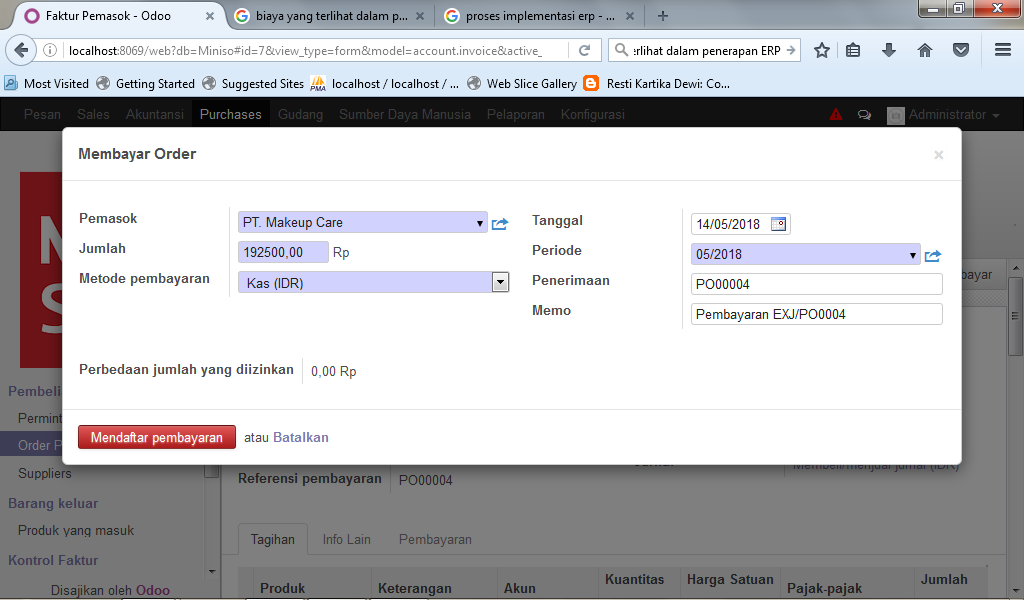 Faktur Pemasok - Odoo
biaya yang terlihat dalam p...
proses implementasi erp - ...
localhost:8069/web?db=Miniso#id=7&view_type=form&model=account.invoice&active_
rlihat dalam penerapan ERP
Most Visited
Getting Started
Suggested Sites
PMA
localhost / localhost / ...
Web Slice Gallery
Resti Kartika Dewi: Co...
Pesan
Sales
Akuntansi
Purchases
Gudang
Sumber Daya Manusia
Pelaporan
Konfigurasi
Administrator
Membayar Order
×
Pemasok
PT. Makeup Care
Jumlah
192500,00 Rp
Metode pembayaran
Kas (IDR)
Tanggal
14/05/2018
Periode
05/2018
Penerimaan
PO00004
Memo
Pembayaran EXJ/PO0004
Perbedaan jumlah yang diizinkan
0,00 Rp
Mendaftar pembayaran atau Batalkan
M
S
bayar
Pembeli
Permint
Order P
Suppliers
Barang keluar
Produk yang masuk
Kontrol Faktur
Disajikan oleh Odoo
Membeli/menjual jurnal (IDR)
Referensi pembayaran
PO00004
Tagihan
Info Lain
Pembayaran
Produk
Keterangan
Akun
Kuantitas
Harga Satuan
Pajak-pajak
Jumlah